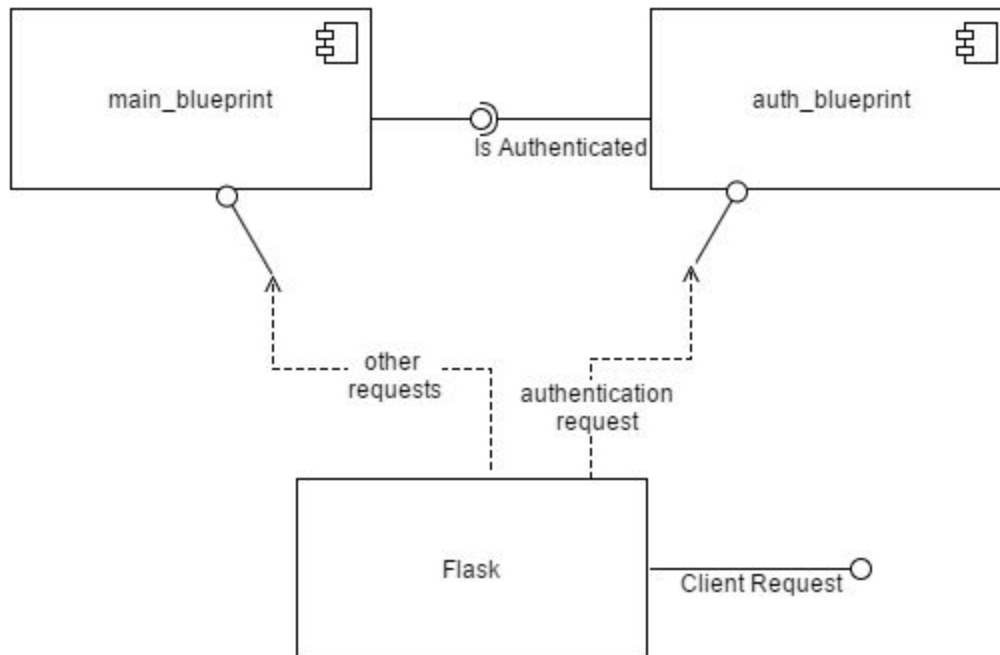 main_blueprint
auth_blueprint
Is Authenticated
other
requests
authentication
request
Flask
Client Request